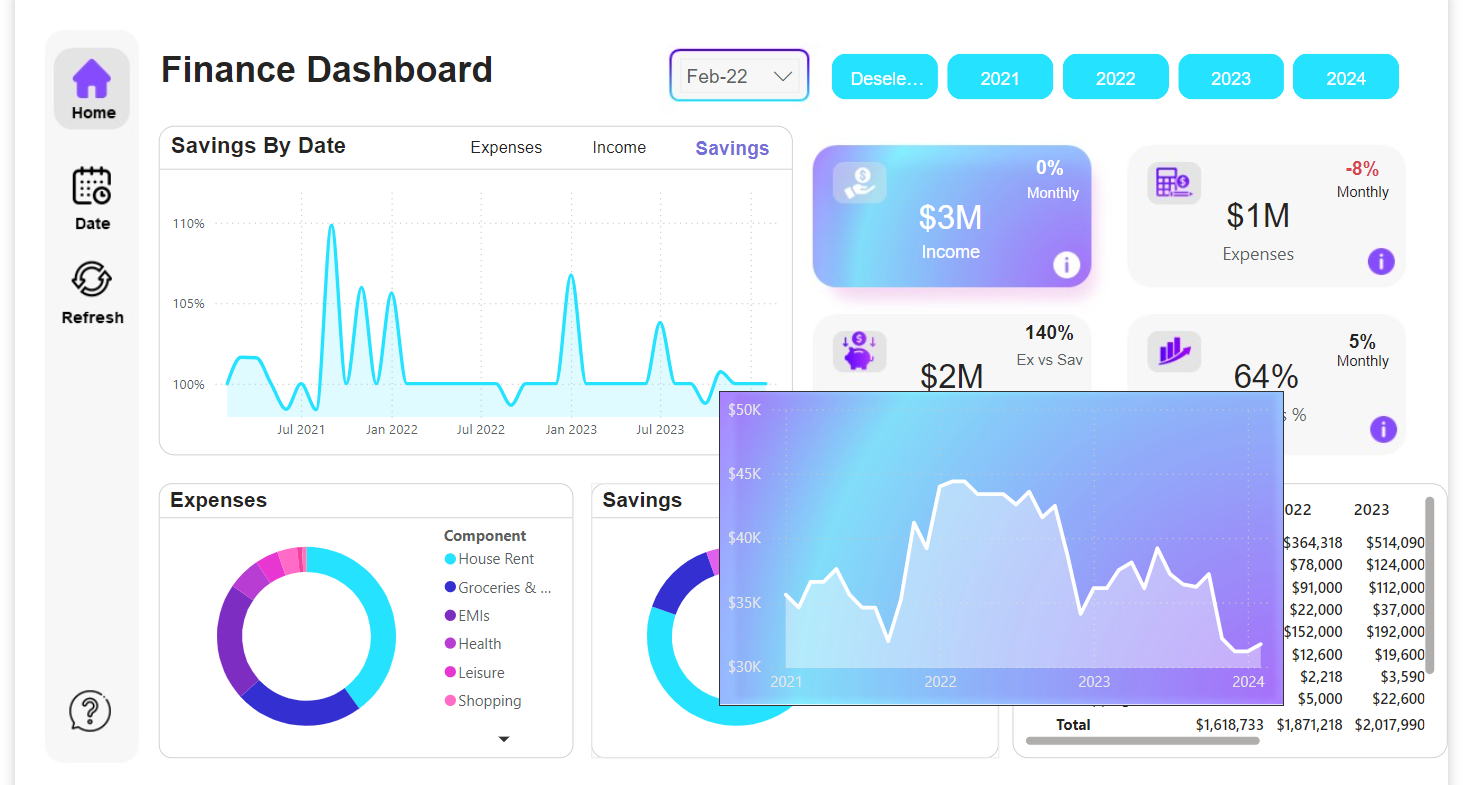 Home
Date
Refresh
Finance Dashboard
Feb-22
Desele...
2021
2022
2023
2024
Savings By Date
Expenses
Income
Savings
110%
105%
100%
Jul 2021
Jan 2022
Jul 2022
Jan 2023
Jul 2023
0%
Monthly
$3M
Income
-8%
Monthly
$1M
Expenses
140%
Ex vs Sav
$2M
5%
Monthly
64%
%
$50K
$45K
$40K
$35K
$30K
2021
2022
2023
2024
Expenses
Component
House Rent
Groceries & ...
EMIs
Health
Leisure
Shopping
Savings
022 2023
$364,318 $514,090
$78,000 $124,000
$91,000 $112,000
$22,000 $37,000
$152,000 $192,000
$12,600 $19,600
$2,218 $3,590
$5,000 $22,600
Total $1,618,733 $1,871,218 $2,017,990